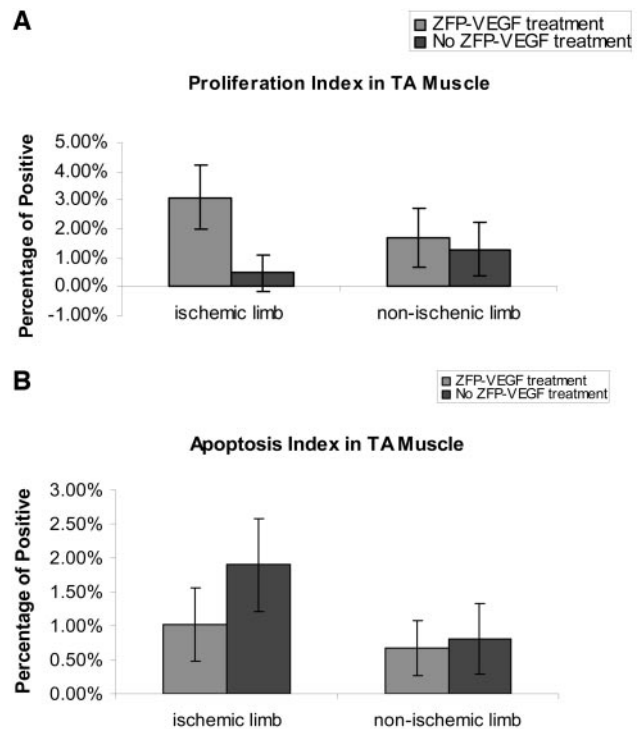 A
ZFP-VEGF treatment
No ZFP-VEGF treatment
Proliferation Index in TA Muscle
Percentage of Positive
5.00%
4.00%
3.00%
2.00%
1.00%
0.00%
-1.00%
ischemic limb
non-ischenic limb
B
ZFP-VEGF treatment
No ZFP-VEGF treatment
Apoptosis Index in TA Muscle
Percentage of Positive
3.00%
2.50%
2.00%
1.50%
1.00%
0.50%
0.00%
ischemic limb
non-ischemic limb